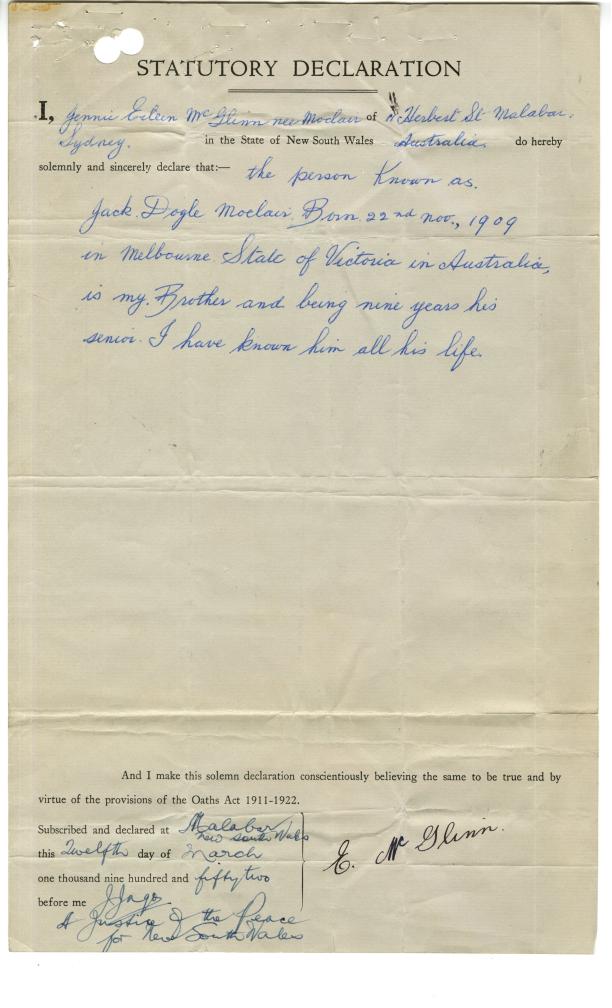 STATUTORY DECLARATION
I, Jennie Eileen McGlinn nee Moclair of Herbert St Malabar,
Sydney. in the State of New South Wales Australia. do hereby
solemnly and sincerely declare that:— the person Known as.
Jack. Dogle Moclair. Born 22nd Nov., 1909
in Melbourne State of Victoria in Australia,
is my Brother and being nine years his
senior. I have known him all his life.
And I make this solemn declaration conscientiously believing the same to be true and by
virtue of the provisions of the Oaths Act 1911-1922.
Subscribed and declared at Malabar
New South Wales
this Twelfth day of March
one thousand nine hundred and fifty two
before me
A Justice of the Peace
for New South Wales
E. McGlinn.